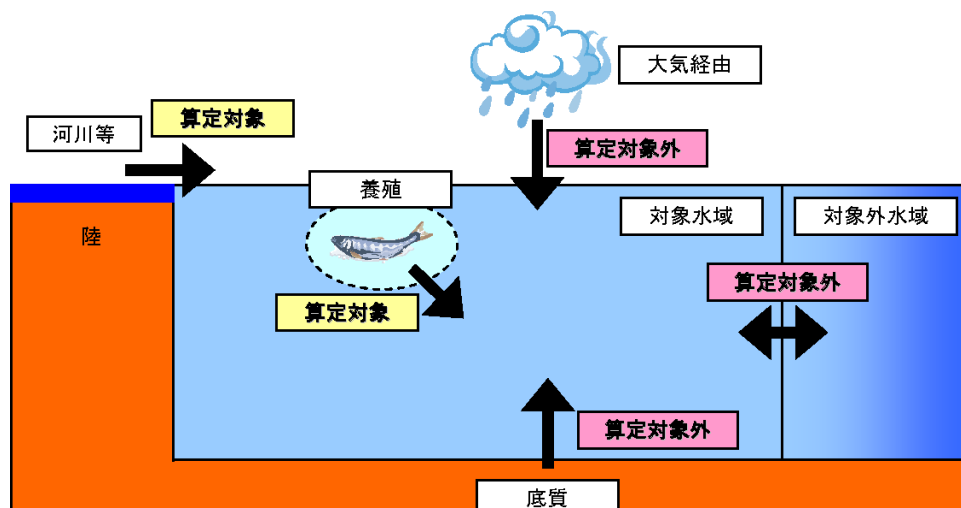 大気経由
算定対象
河川等
算定対象外
養殖
対象水域
対象外水域
陸
算定対象外
算定対象
算定対象外
底質